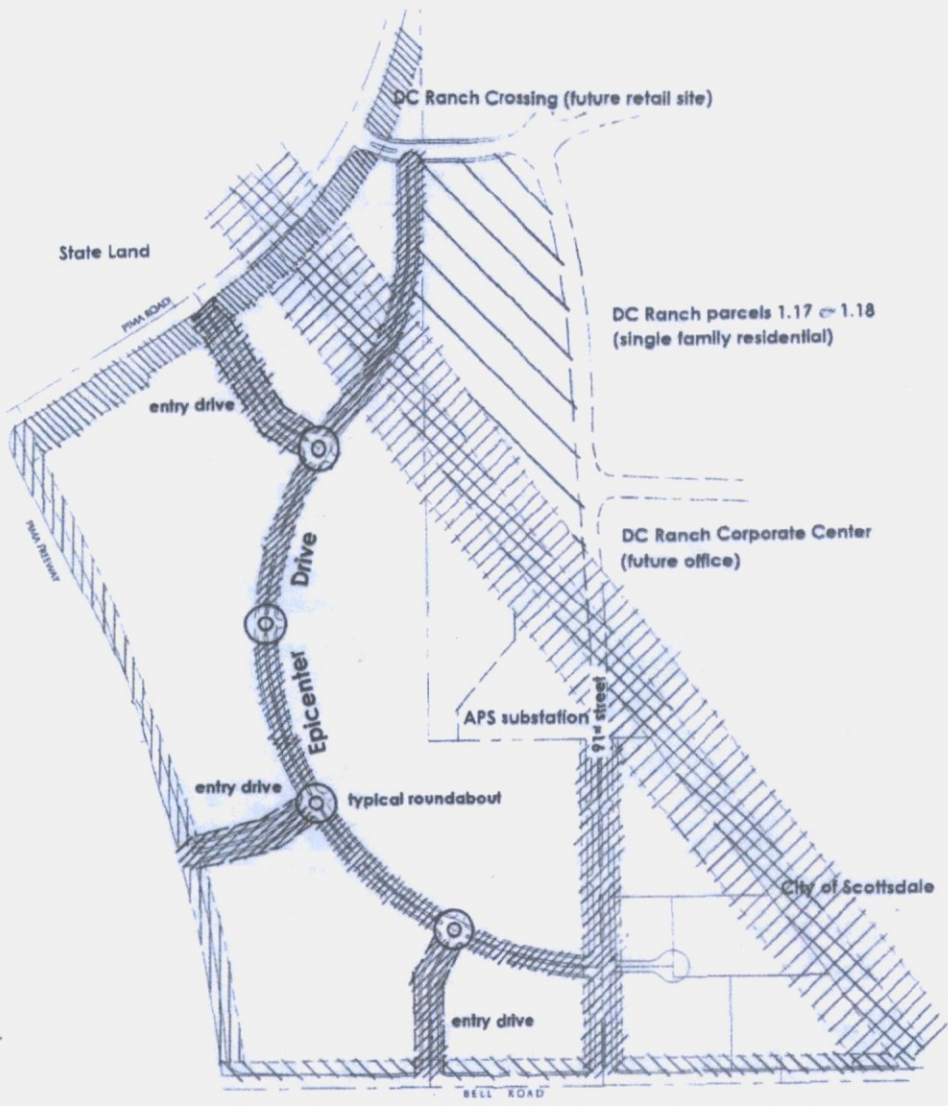 DC Ranch Crossing (future retail site)
State Land
PIMA ROAD
DC Ranch parcels 1.17 & 1.18
(single family residential)
entry drive
PIMA FREEWAY
Drive
DC Ranch Corporate Center
(future office)
Epicenter
APS substation
91st street
entry drive
typical roundabout
City of Scottsdale
entry drive
BELL ROAD